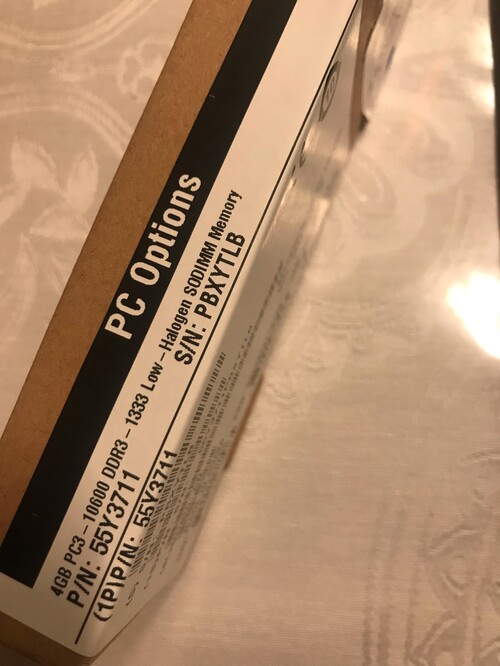 PC Options
4GB PC3-10600 DDR3-1333 Low-Halogen SODIMM Memory
P/N: 55Y3711 S/N: PBXYTLB
(1P)P/N: 55Y3711